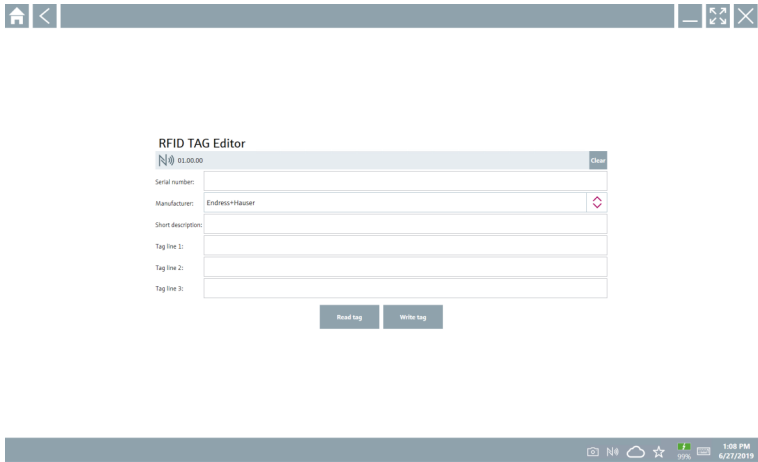 RFID TAG Editor
01.00.00 Clear
Serial number:
Manufacturer: Endress+Hauser
Short description:
Tag line 1:
Tag line 2:
Tag line 3:
Read tag Write tag
99% 1:08 PM
6/27/2019